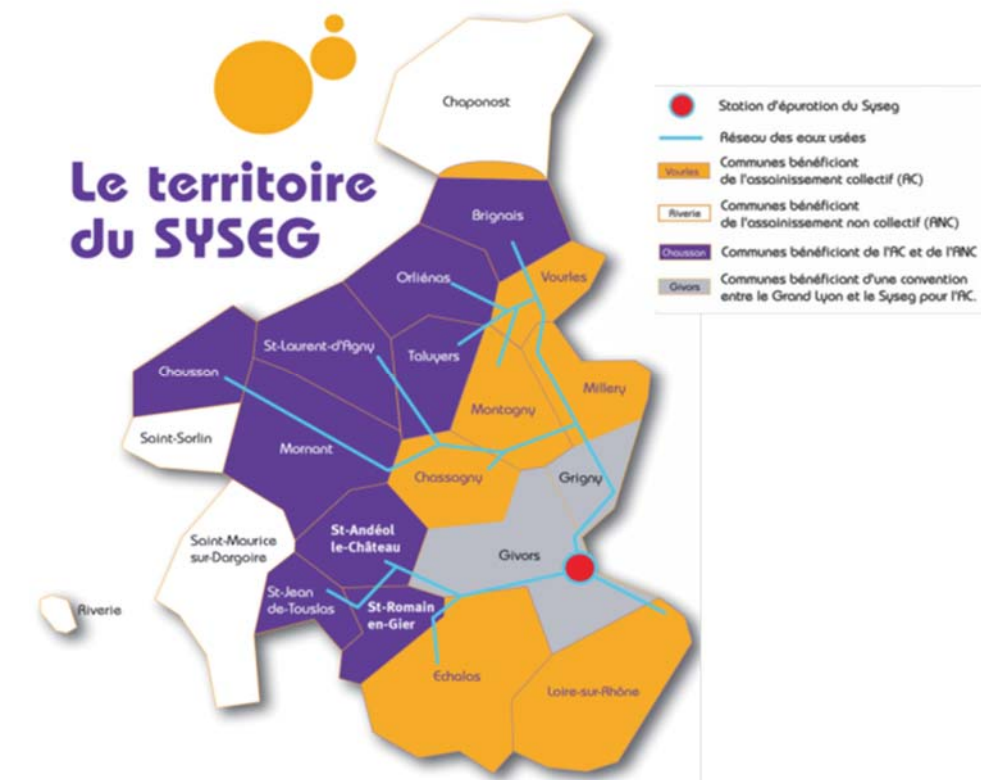 Le territoire
du SYSEG
Chaponost
Brignais
Orliénas
Vourles
St-Laurent-d'Agny
Taluyers
Chaussan
Millery
Montagny
Saint-Sorlin
Mornant
Chassagny
Grigny
St-Andéol
le-Château
Saint-Maurice
sur-Dargoire
Givors
St-Jean
de-Touslas
St-Romain
en-Gier
Riverie
Echalas
Loire-sur-Rhône
Station d'épuration du Syseg
Réseau des eaux usées
Vourles
Communes bénéficiant
de l'assainissement collectif (AC)
Riverie
Communes bénéficiant
de l'assainissement non collectif (ANC)
Chaussan
Communes bénéficiant de l'AC et de l'ANC
Givors
Communes bénéficiant d'une convention
entre le Grand Lyon et le Syseg pour l'AC.